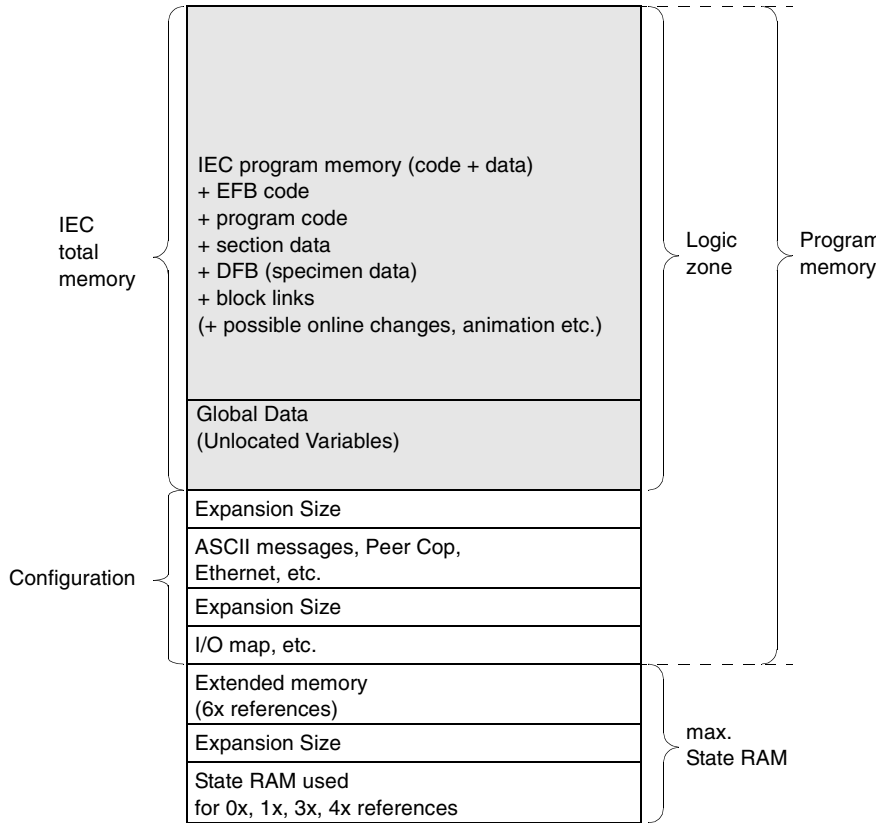 IEC program memory (code + data)
+ EFB code
+ program code
+ section data
+ DFB (specimen data)
+ block links
(+ possible online changes, animation etc.)
IEC
total
memory
Logic
zone
Program
memory
Global Data
(Unlocated Variables)
Expansion Size
ASCII messages, Peer Cop,
Ethernet, etc.
Configuration
Expansion Size
I/O map, etc.
Extended memory
(6x references)
Expansion Size
max.
State RAM
State RAM used
for 0x, 1x, 3x, 4x references